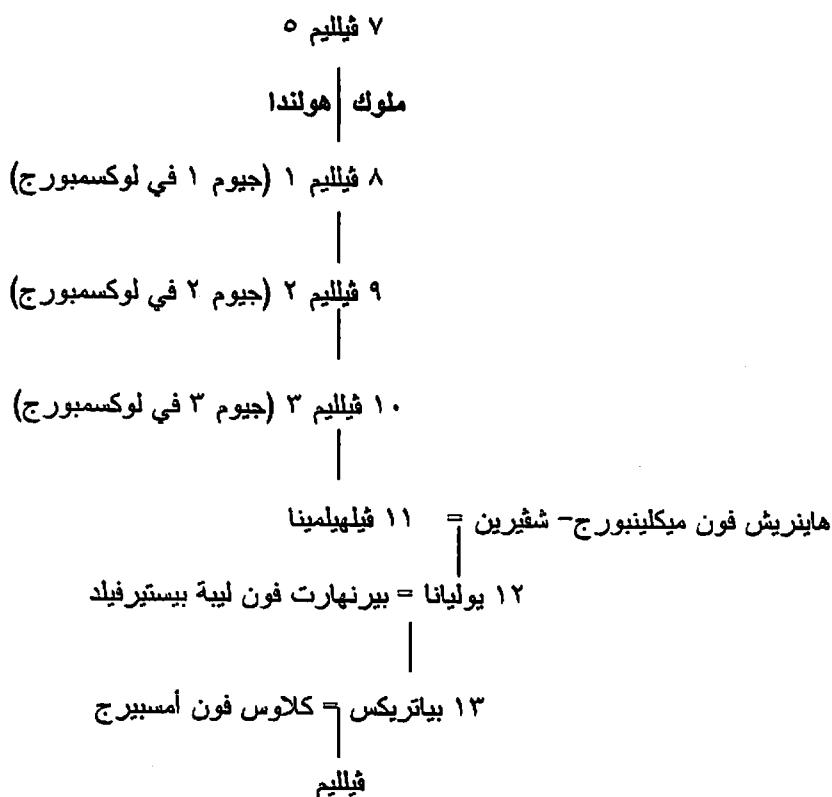 ٧ ڤيلليم ٥
ملوك هولندا
٨ ڤيلليم ١ (جيوم ١ في لوكسمبورج)
٩ ڤيلليم ٢ (جيوم ٢ في لوكسمبورج)
١٠ ڤيلليم ٣ (جيوم ٣ في لوكسمبورج)
هاينريش فون ميكلينبورج- شڤيرين = ١١ ڤيلهيلمينا
١٢ يوليانا = بيرنهارت فون ليبة بيستيرفيلد
١٣ بياتريكس = كلاوس فون أمسبيرج
ڤيلليم